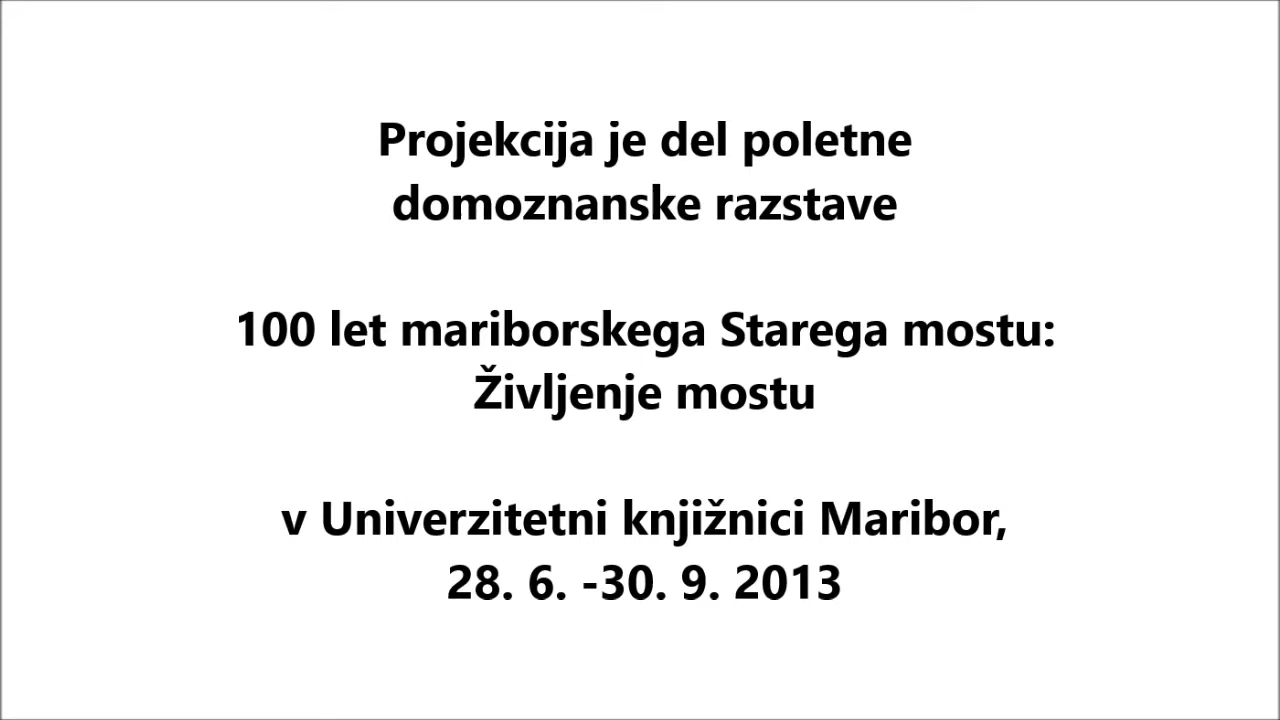 Projekcija je del poletne
domoznanske razstave
100 let mariborskega Starega mostu:
Življenje mostu
v Univerzitetni knjižnici Maribor,
28. 6. -30. 9. 2013